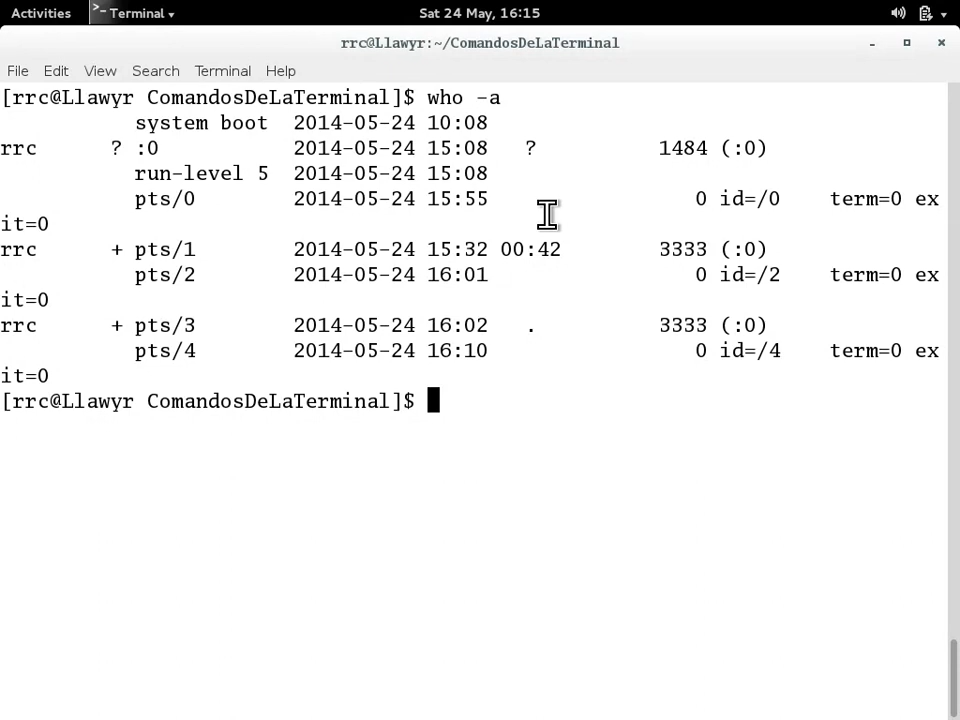 Activities Terminal Sat 24 May, 16:15
rrc@Llawyr:~/ComandosDeLaTerminal
File Edit View Search Terminal Help
[rrc@Llawyr ComandosDeLaTerminal]$ who -a
           system boot  2014-05-24 10:08
rrc      ? :0           2014-05-24 15:08   ?          1484 (:0)
           run-level 5  2014-05-24 15:08
           pts/0        2014-05-24 15:55                 0 id=/0    term=0 ex
it=0
rrc      + pts/1        2014-05-24 15:32 00:42        3333 (:0)
           pts/2        2014-05-24 16:01                 0 id=/2    term=0 ex
it=0
rrc      + pts/3        2014-05-24 16:02   .          3333 (:0)
           pts/4        2014-05-24 16:10                 0 id=/4    term=0 ex
it=0
[rrc@Llawyr ComandosDeLaTerminal]$